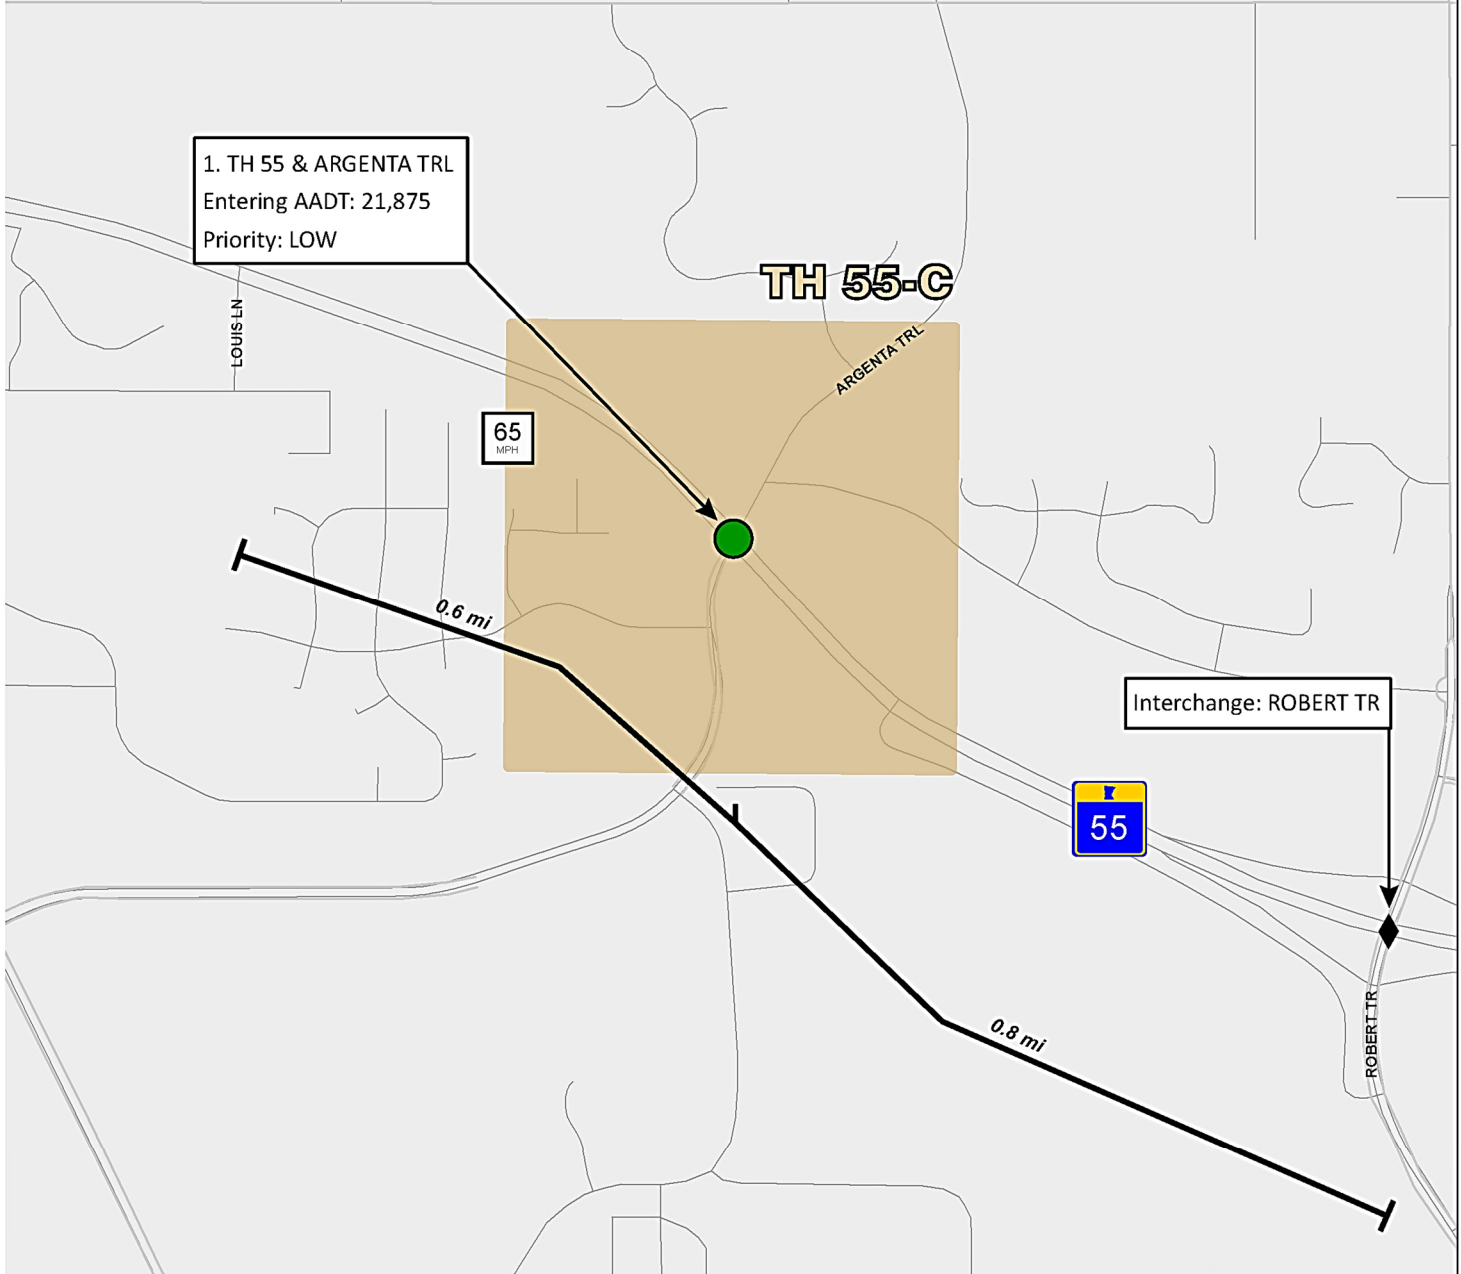 1. TH 55 & ARGENTA TRL
Entering AADT: 21,875
Priority: LOW
TH 55-C
LOUIS LN
ARGENTA TRL
65
MPH
0.6 mi
Interchange: ROBERT TR
55
0.8 mi
ROBERT TR